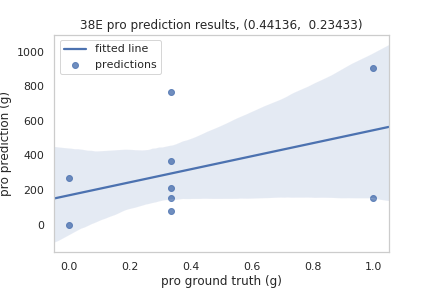 38E pro prediction results, (0.44136,  0.23433)
fitted line
predictions
pro prediction (g)
1000
800
600
400
200
0
0.0 0.2 0.4 0.6 0.8 1.0
pro ground truth (g)